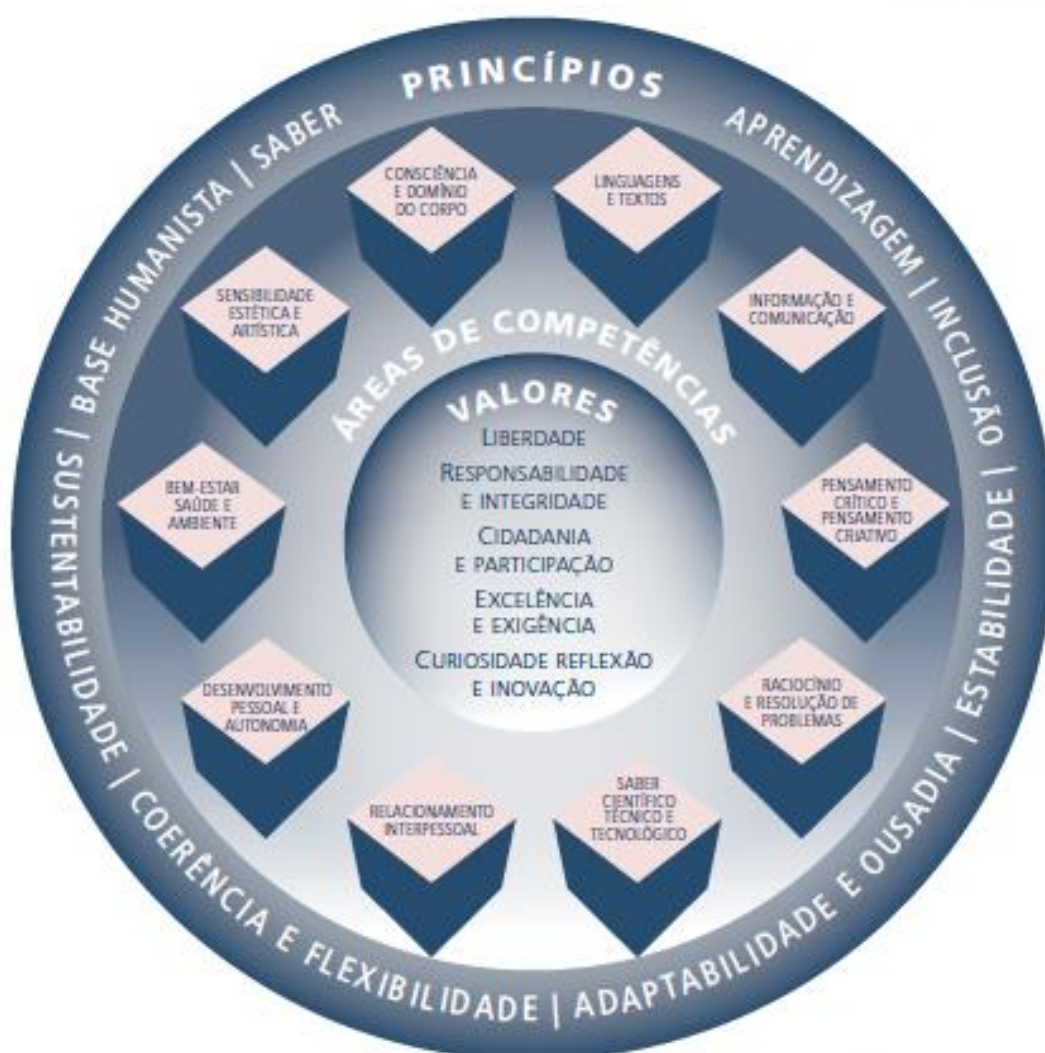 PRINCÍPIOS
APRENDIZAGEM | INCLUSÃO | ESTABILIDADE | ADAPTABILIDADE E OUSADIA | COERÊNCIA E FLEXIBILIDADE | SUSTENTABILIDADE | BASE HUMANISTA | SABER
CONSCIÊNCIA
E DOMÍNIO
DO CORPO
LINGUAGENS
E TEXTOS
SENSIBILIDADE
ESTÉTICA E
ARTÍSTICA
INFORMAÇÃO E
COMUNICAÇÃO
ÁREAS DE COMPETÊNCIAS
VALORES
LIBERDADE
RESPONSABILIDADE
E INTEGRIDADE
CIDADANIA
E PARTICIPAÇÃO
EXCELÊNCIA
E EXIGÊNCIA
CURIOSIDADE REFLEXÃO
E INOVAÇÃO
BEM-ESTAR
SAÚDE E
AMBIENTE
PENSAMENTO
CRÍTICO E
PENSAMENTO
CRIATIVO
DESENVOLVIMENTO
PESSOAL E
AUTONOMIA
RACIOCÍNIO
E RESOLUÇÃO DE
PROBLEMAS
RELACIONAMENTO
INTERPESSOAL
SABER
CIENTÍFICO
TÉCNICO E
TECNOLÓGICO